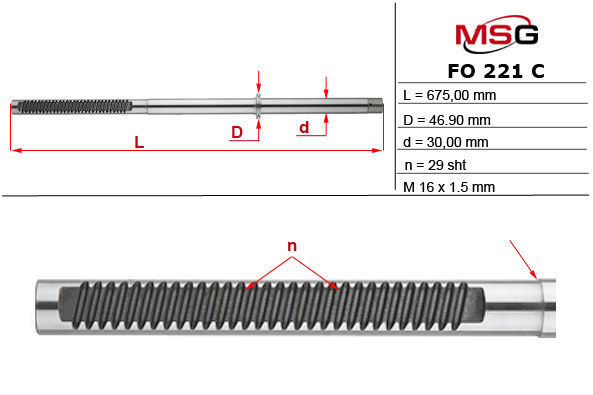 MSG
FO 221 C
L = 675,00 mm
D = 46.90 mm
d = 30,00 mm
n = 29 sht
M 16 x 1.5 mm
D
d
L
n